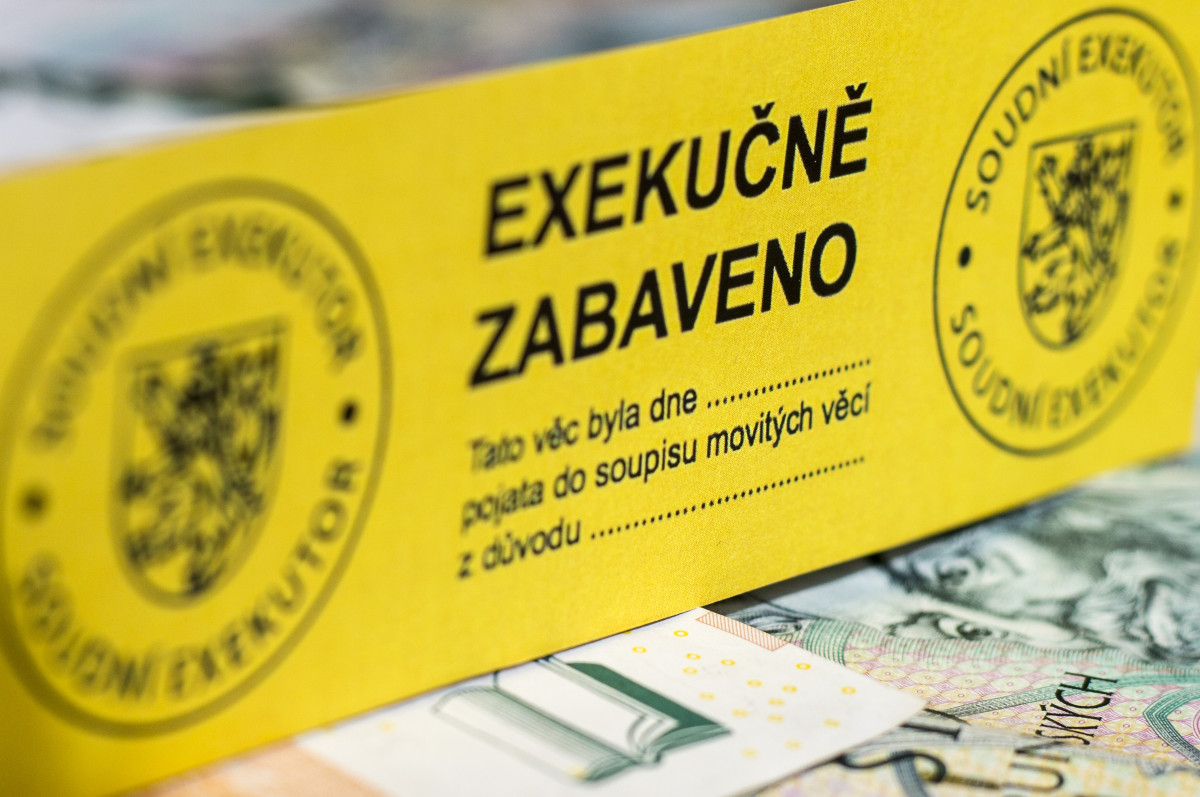 SOUDNÍ EXEKUTOR
SOUDNÍ EXEKUTOR
EXEKUČNĚ
ZABAVENO
Tato věc byla dne ......................
pojata do soupisu movitých věcí
z důvodu ....................................
SOUDNÍ EXEKUTOR
SOUDNÍ EXEKUTOR
SKÝCH